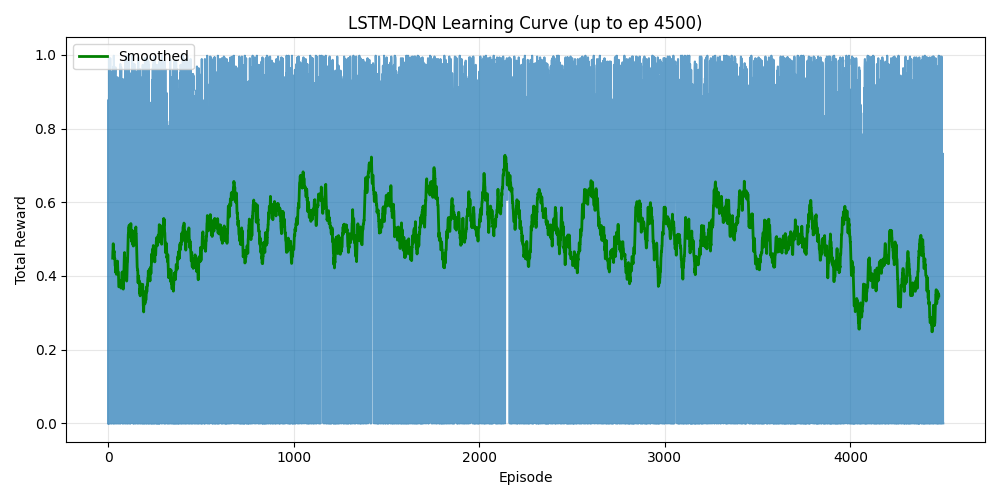 LSTM-DQN Learning Curve (up to ep 4500)
Smoothed
Total Reward
1.0
0.8
0.6
0.4
0.2
0.0
0 1000 2000 3000 4000
Episode